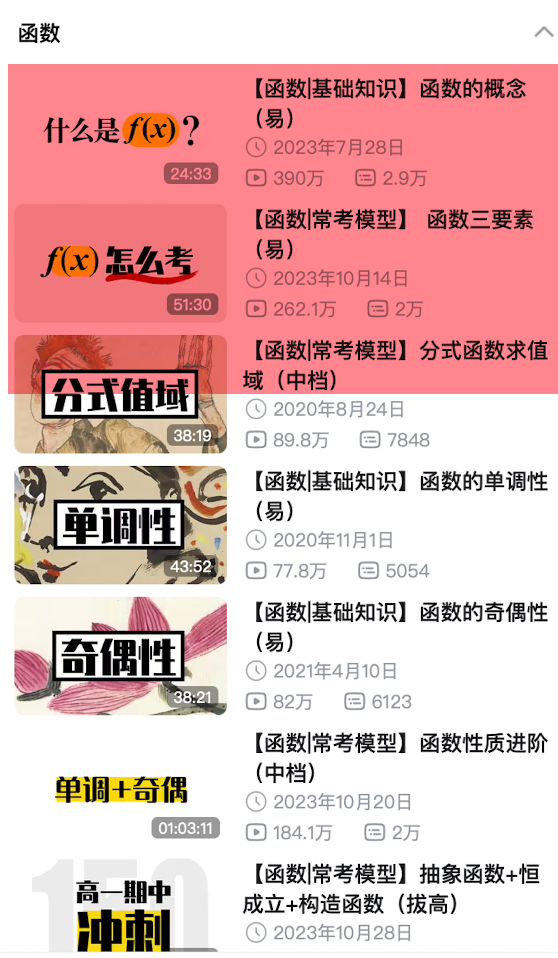 函数
什么是f(x)？
24:33
【函数|基础知识】函数的概念
（易）
2023年7月28日
390万 2.9万
f(x)怎么考
51:30
【函数|常考模型】 函数三要素
（易）
2023年10月14日
262.1万 2万
分式值域
38:19
【函数|常考模型】分式函数求值
域（中档）
2020年8月24日
89.8万 7848
单调性
43:52
【函数|基础知识】函数的单调性
（易）
2020年11月1日
77.8万 5054
奇偶性
38:21
【函数|基础知识】函数的奇偶性
（易）
2021年4月10日
82万 6123
单调+奇偶
01:03:11
【函数|常考模型】函数性质进阶
（中档）
2023年10月20日
184.1万 2万
150
高一期中
冲刺
【函数|常考模型】抽象函数+恒
成立+构造函数（拔高）
2023年10月28日